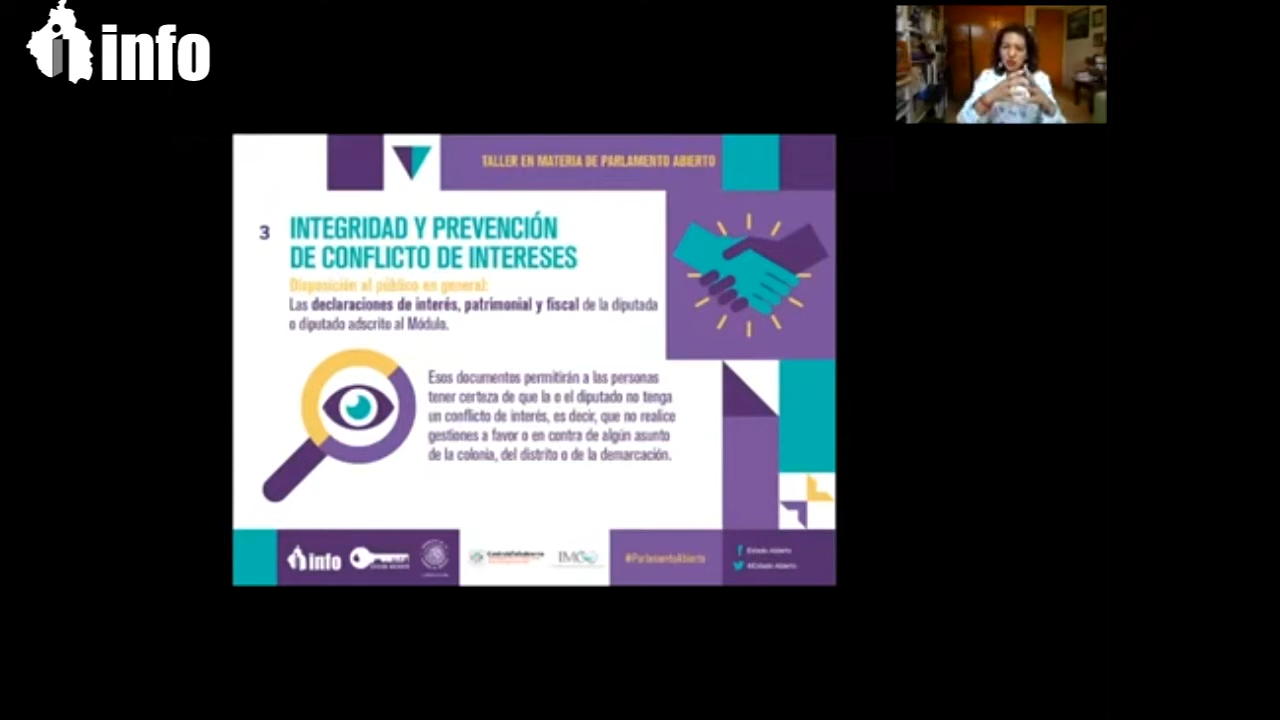 info
TALLER EN MATERIA DE PARLAMENTO ABIERTO
3
INTEGRIDAD Y PREVENCIÓN
DE CONFLICTO DE INTERESES
Disposición al público en general:
Las declaraciones de interés, patrimonial y fiscal de la diputada
o diputado adscrito al Módulo.
Esos documentos permitirán a las personas
tener certeza de que la o el diputado no tenga
un conflicto de interés, es decir, que no realice
gestiones a favor o en contra de algún asunto
de la colonia, del distrito o de la demarcación.
info
#ParlamentoAbierto
Estado Abierto
@Estado Abierto